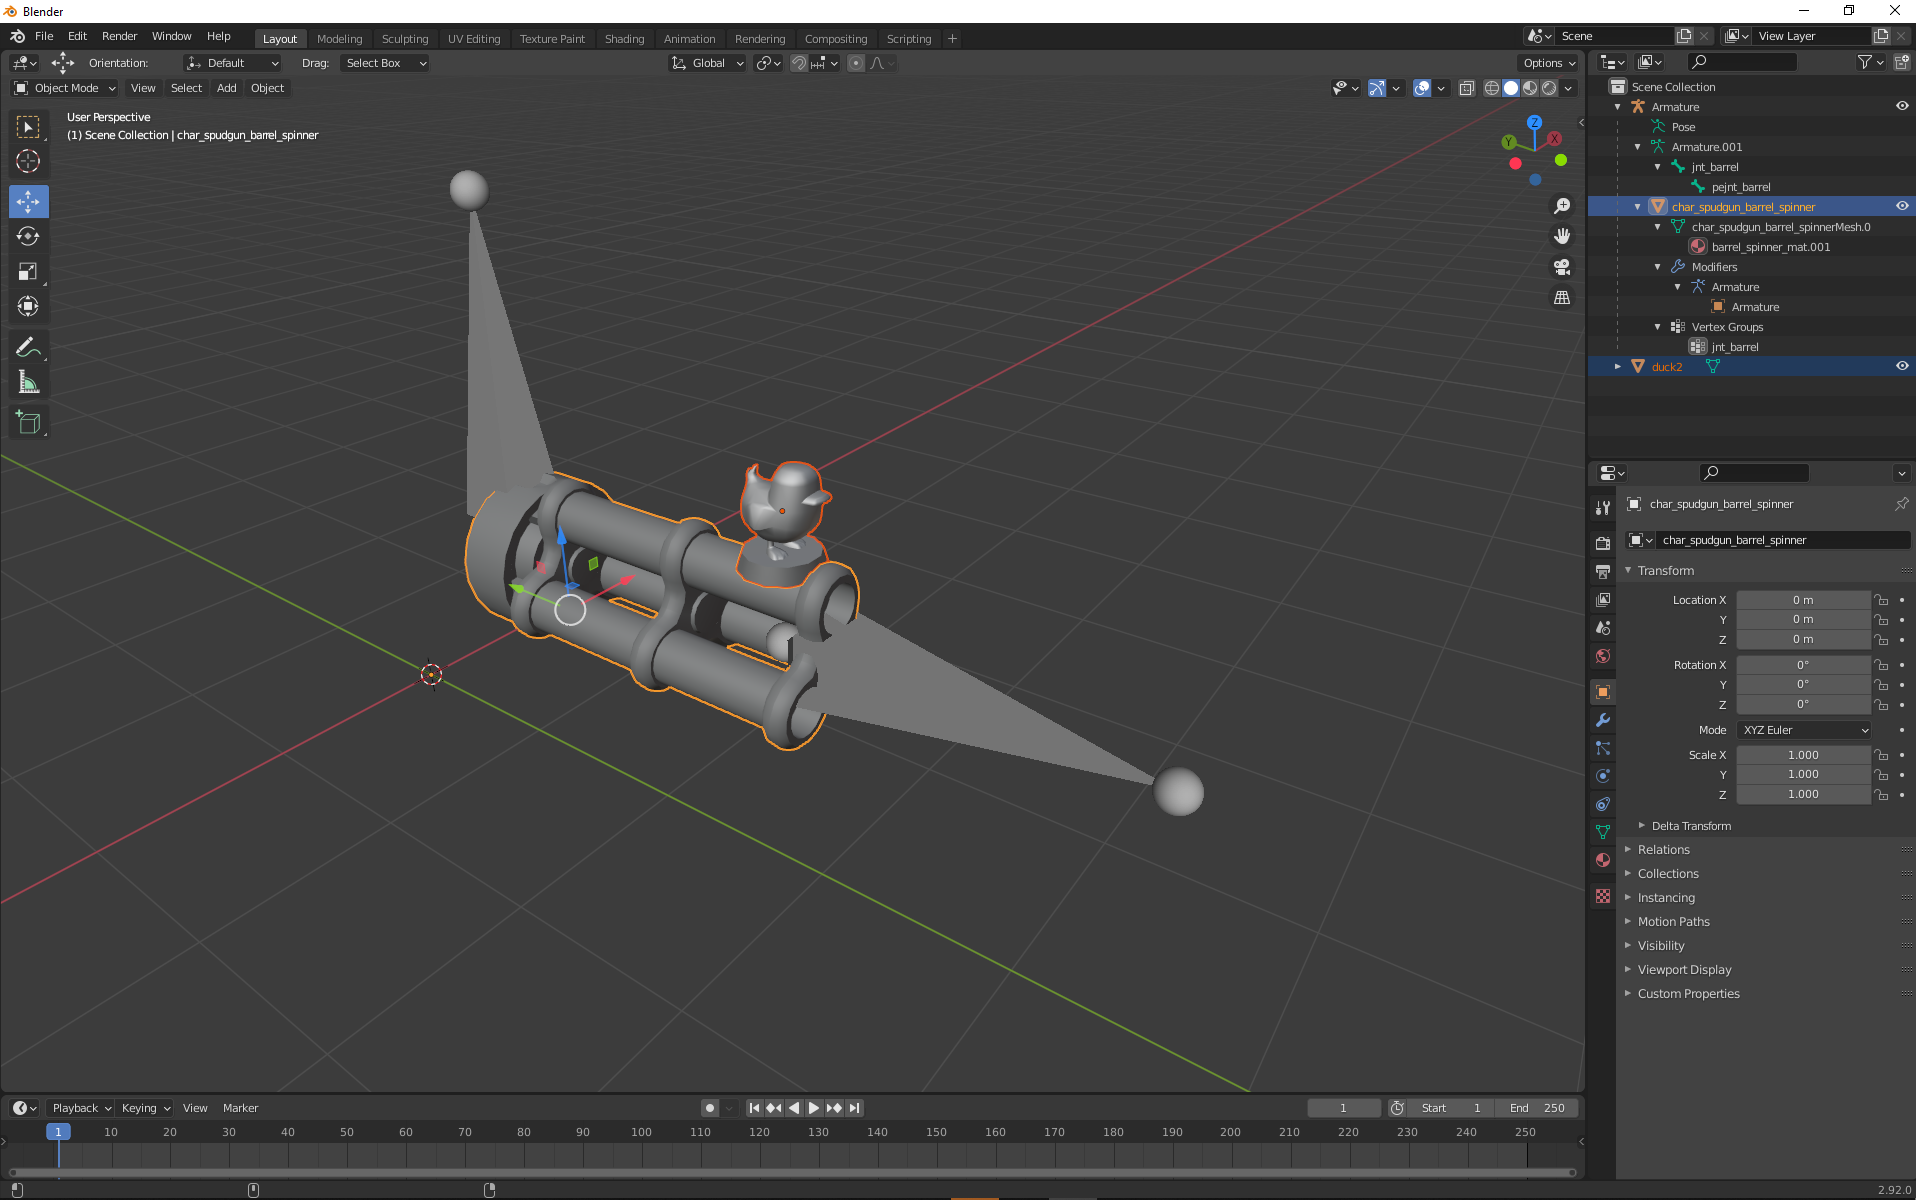 Blender
File Edit Render Window Help
Layout Modeling Sculpting UV Editing Texture Paint Shading Animation Rendering Compositing Scripting +
Scene
View Layer
Orientation: Default Drag: Select Box
Global
Options
Object Mode View Select Add Object
User Perspective
(1) Scene Collection | char_spudgun_barrel_spinner
Z
Y
X
Scene Collection
Armature
Pose
Armature.001
jnt_barrel
pejnt_barrel
char_spudgun_barrel_spinner
char_spudgun_barrel_spinnerMesh.0
barrel_spinner_mat.001
Modifiers
Armature
Armature
Vertex Groups
jnt_barrel
duck2
char_spudgun_barrel_spinner
char_spudgun_barrel_spinner
Transform
Location X 0 m
Y 0 m
Z 0 m
Rotation X 0°
Y 0°
Z 0°
Mode XYZ Euler
Scale X 1.000
Y 1.000
Z 1.000
Delta Transform
Relations
Collections
Instancing
Motion Paths
Visibility
Viewport Display
Custom Properties
Playback Keying View Marker
1 Start 1 End 250
1 10 20 30 40 50 60 70 80 90 100 110 120 130 140 150 160 170 180 190 200 210 220 230 240 250
2.92.0